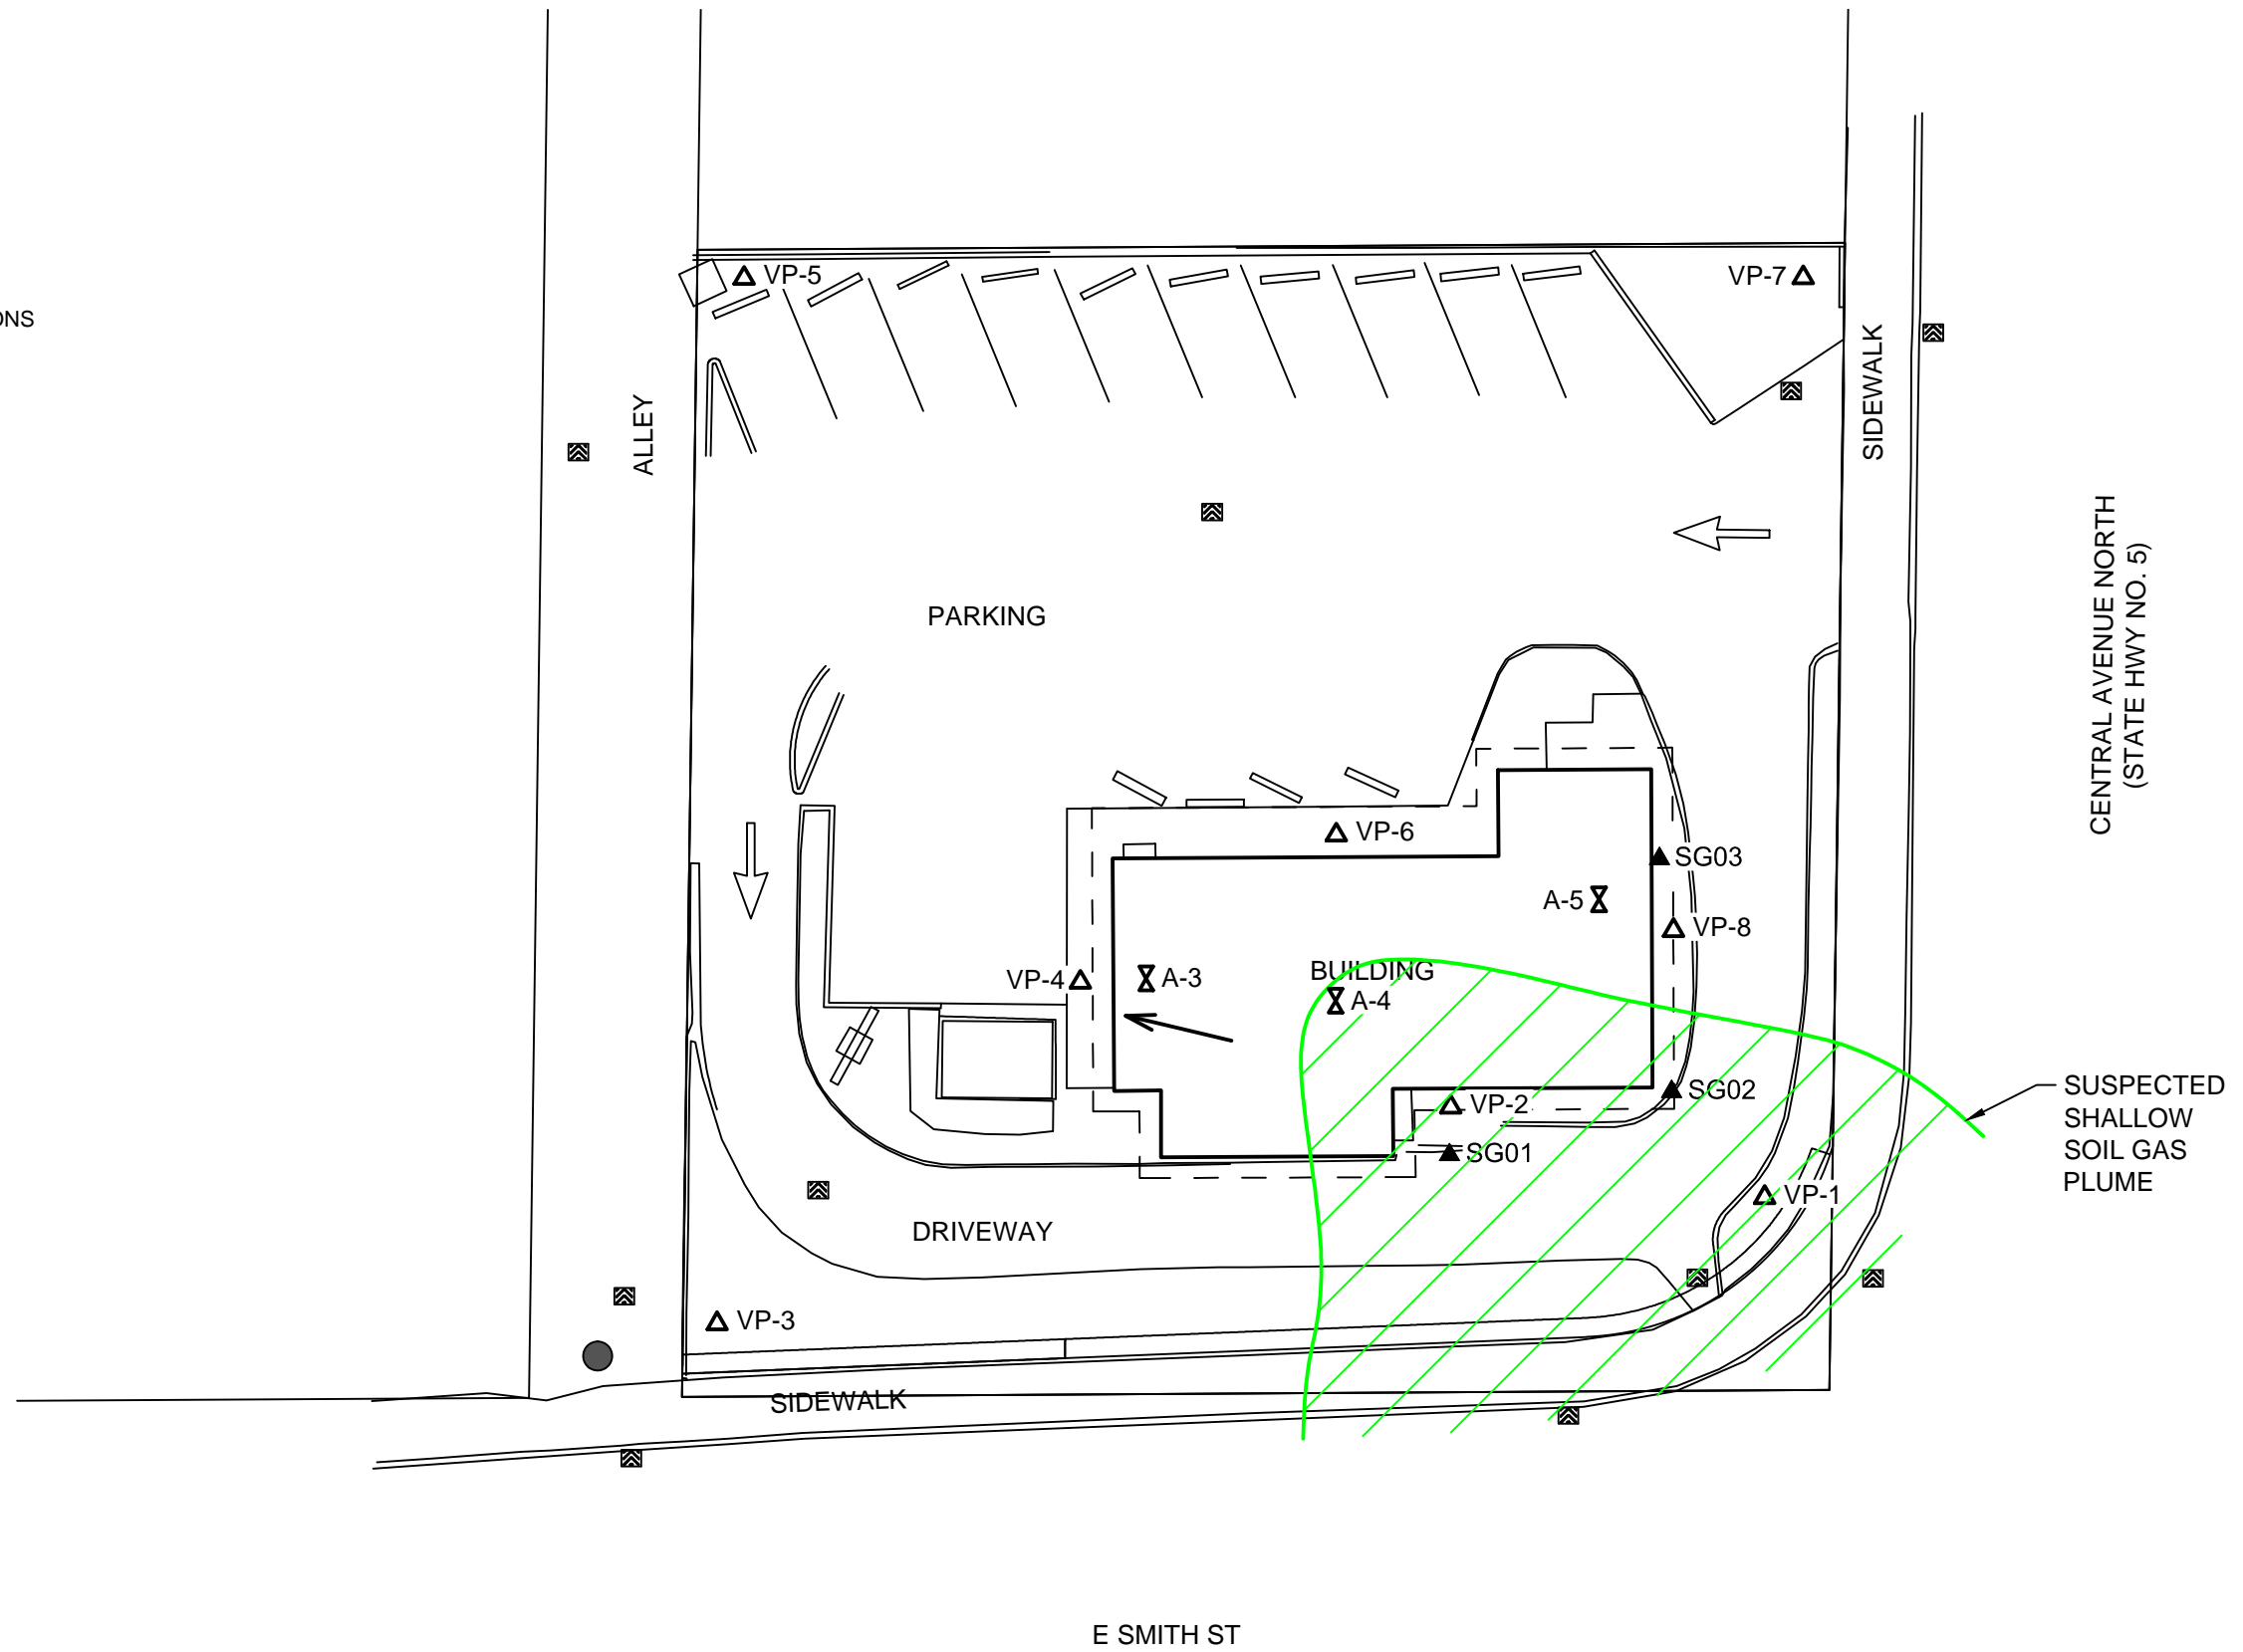 VP-5
VP-7
ONS
ALLEY
SIDEWALK
CENTRAL AVENUE NORTH
(STATE HWY NO. 5)
PARKING
VP-6
SG03
A-5
VP-8
VP-4
A-3
BUILDING
A-4
SG02
VP-2
SG01
SUSPECTED
SHALLOW
SOIL GAS
PLUME
VP-1
DRIVEWAY
VP-3
SIDEWALK
E SMITH ST